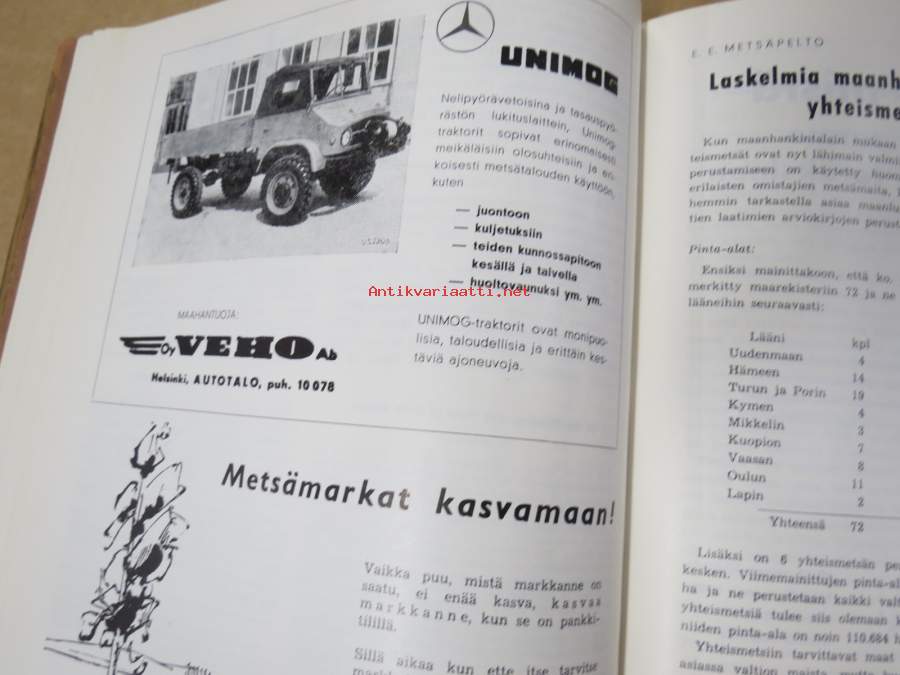 UNIMOG
Nelipyörävetoisina ja tasauspyö-
rästön lukituslaittein, Unimog-
traktorit sopivat erinomaisesti
meikäläisiin olosuhteisiin ja eri-
koisesti metsätalouden käyttöön,
kuten
— juontoon
— kuljetuksiin
— teiden kunnossapitoon
kesällä ja talvella
— huoltovaunuksi ym. ym.
Antikvariaatti.net
MAAHANTUOJA:
Oy VEHO Ab
Helsinki, AUTOTALO, puh. 10 078
UNIMOG-traktorit ovat monipuo-
lisia, taloudellisia ja erittäin kes-
täviä ajoneuvoja.
Metsämarkat kasvamaan!
Vaikka puu, mistä markkanne on
saatu, ei enää kasva, kasvaa
markkanne, kun se on pankki-
tilillä.
Sillä aikaa kun ette itse tarvitse
E. E. METSÄPELTO
Laskelmia maanh
yhteisme
Kun maanhankintalain mukaan
teismetsät ovat nyt lähimain valmi
perustamiseen on käytetty huom
erilaisten omistajien metsämaita,
hemmin tarkastella asiaa maanlu
tien laatimien arviokirjojen perust
Pinta-alat:
Ensiksi mainittakoon, että ko.
merkitty maarekisteriin 72 ja ne
lääneihin seuraavasti:
Lääni kpl
Uudenmaan 4
Hämeen 14
Turun ja Porin 19
Kymen 4
Mikkelin 3
Kuopion 7
Vaasan 8
Oulun 11
Lapin 2
Yhteensä 72
Lisäksi on 6 yhteismetsän pe
kesken. Viimemainittujen pinta-al
ha ja ne perustetaan kaikki valt
yhteismetsiä tulee siis olemaan k
niiden pinta-ala on noin 110.684 h
Yhteismetsiin tarvittavat maat
asiassa valtion maista, mutta